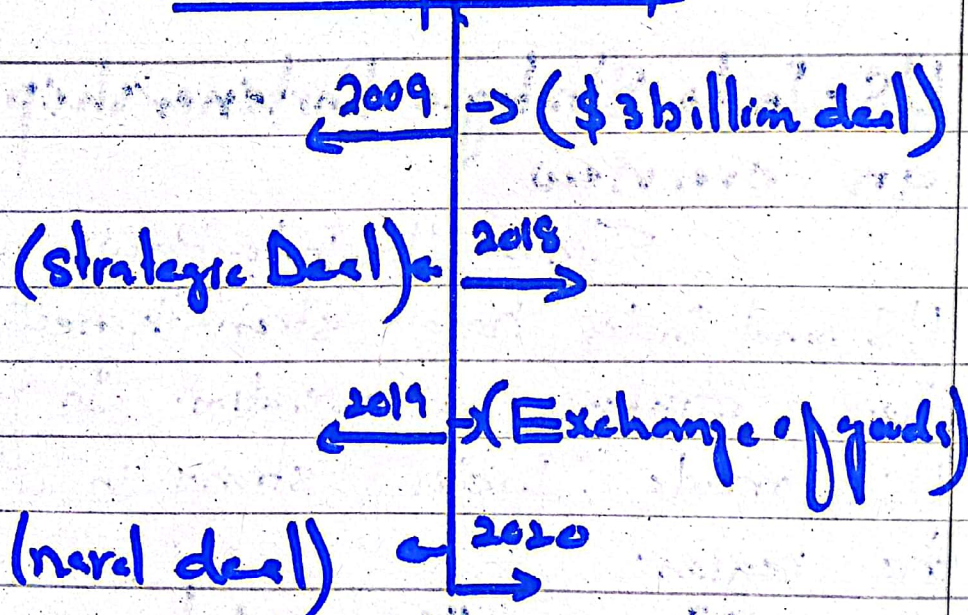 2009 → ($3 billion deal)
(Strategic Deal) ← 2018
2019 → (Exchange of goods)
(naval deal) ← 2020